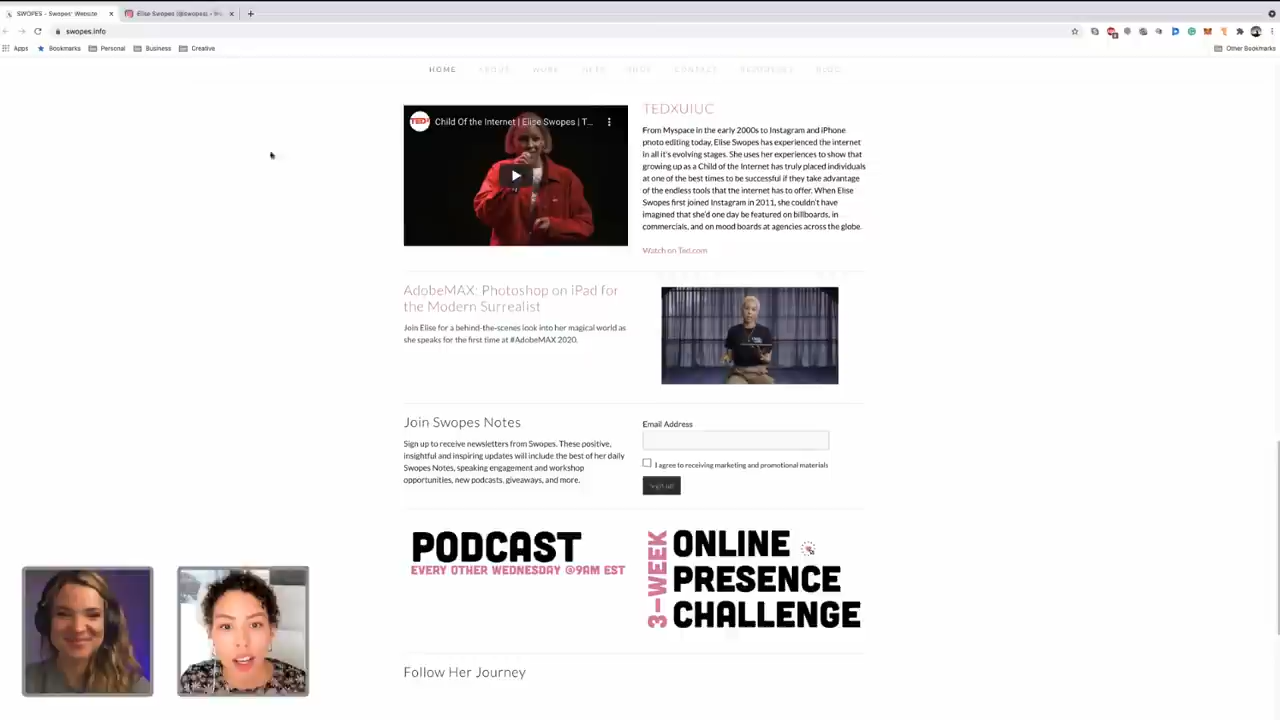 SWOPES - Swopes' Website
Elise Swopes (@swopes) •
swopes.info
Apps Bookmarks Personal Business Creative Other Bookmarks
HOME ABOUT WORK NFTS SHOP CONTACT RESOURCES BLOG
TED
Child Of the Internet | Elise Swopes | T...
TEDXUIUC
From Myspace in the early 2000s to Instagram and iPhone
photo editing today, Elise Swopes has experienced the internet
in all it's evolving stages. She uses her experiences to show that
growing up as a Child of the Internet has truly placed individuals
at one of the best times to be successful if they take advantage
of the endless tools that the internet has to offer. When Elise
Swopes first joined Instagram in 2011, she couldn't have
imagined that she'd one day be featured on billboards, in
commercials, and on mood boards at agencies across the globe.
Watch on Ted.com
AdobeMAX: Photoshop on iPad for
the Modern Surrealist
Join Elise for a behind-the-scenes look into her magical world as
she speaks for the first time at #AdobeMAX 2020.
Join Swopes Notes
Sign up to receive newsletters from Swopes. These positive,
insightful and inspiring updates will include the best of her daily
Swopes Notes, speaking engagement and workshop
opportunities, new podcasts, giveaways, and more.
Email Address
I agree to receiving marketing and promotional materials
Sign up!
PODCAST
EVERY OTHER WEDNESDAY @9AM EST
3-WEEK
ONLINE
PRESENCE
CHALLENGE
Follow Her Journey